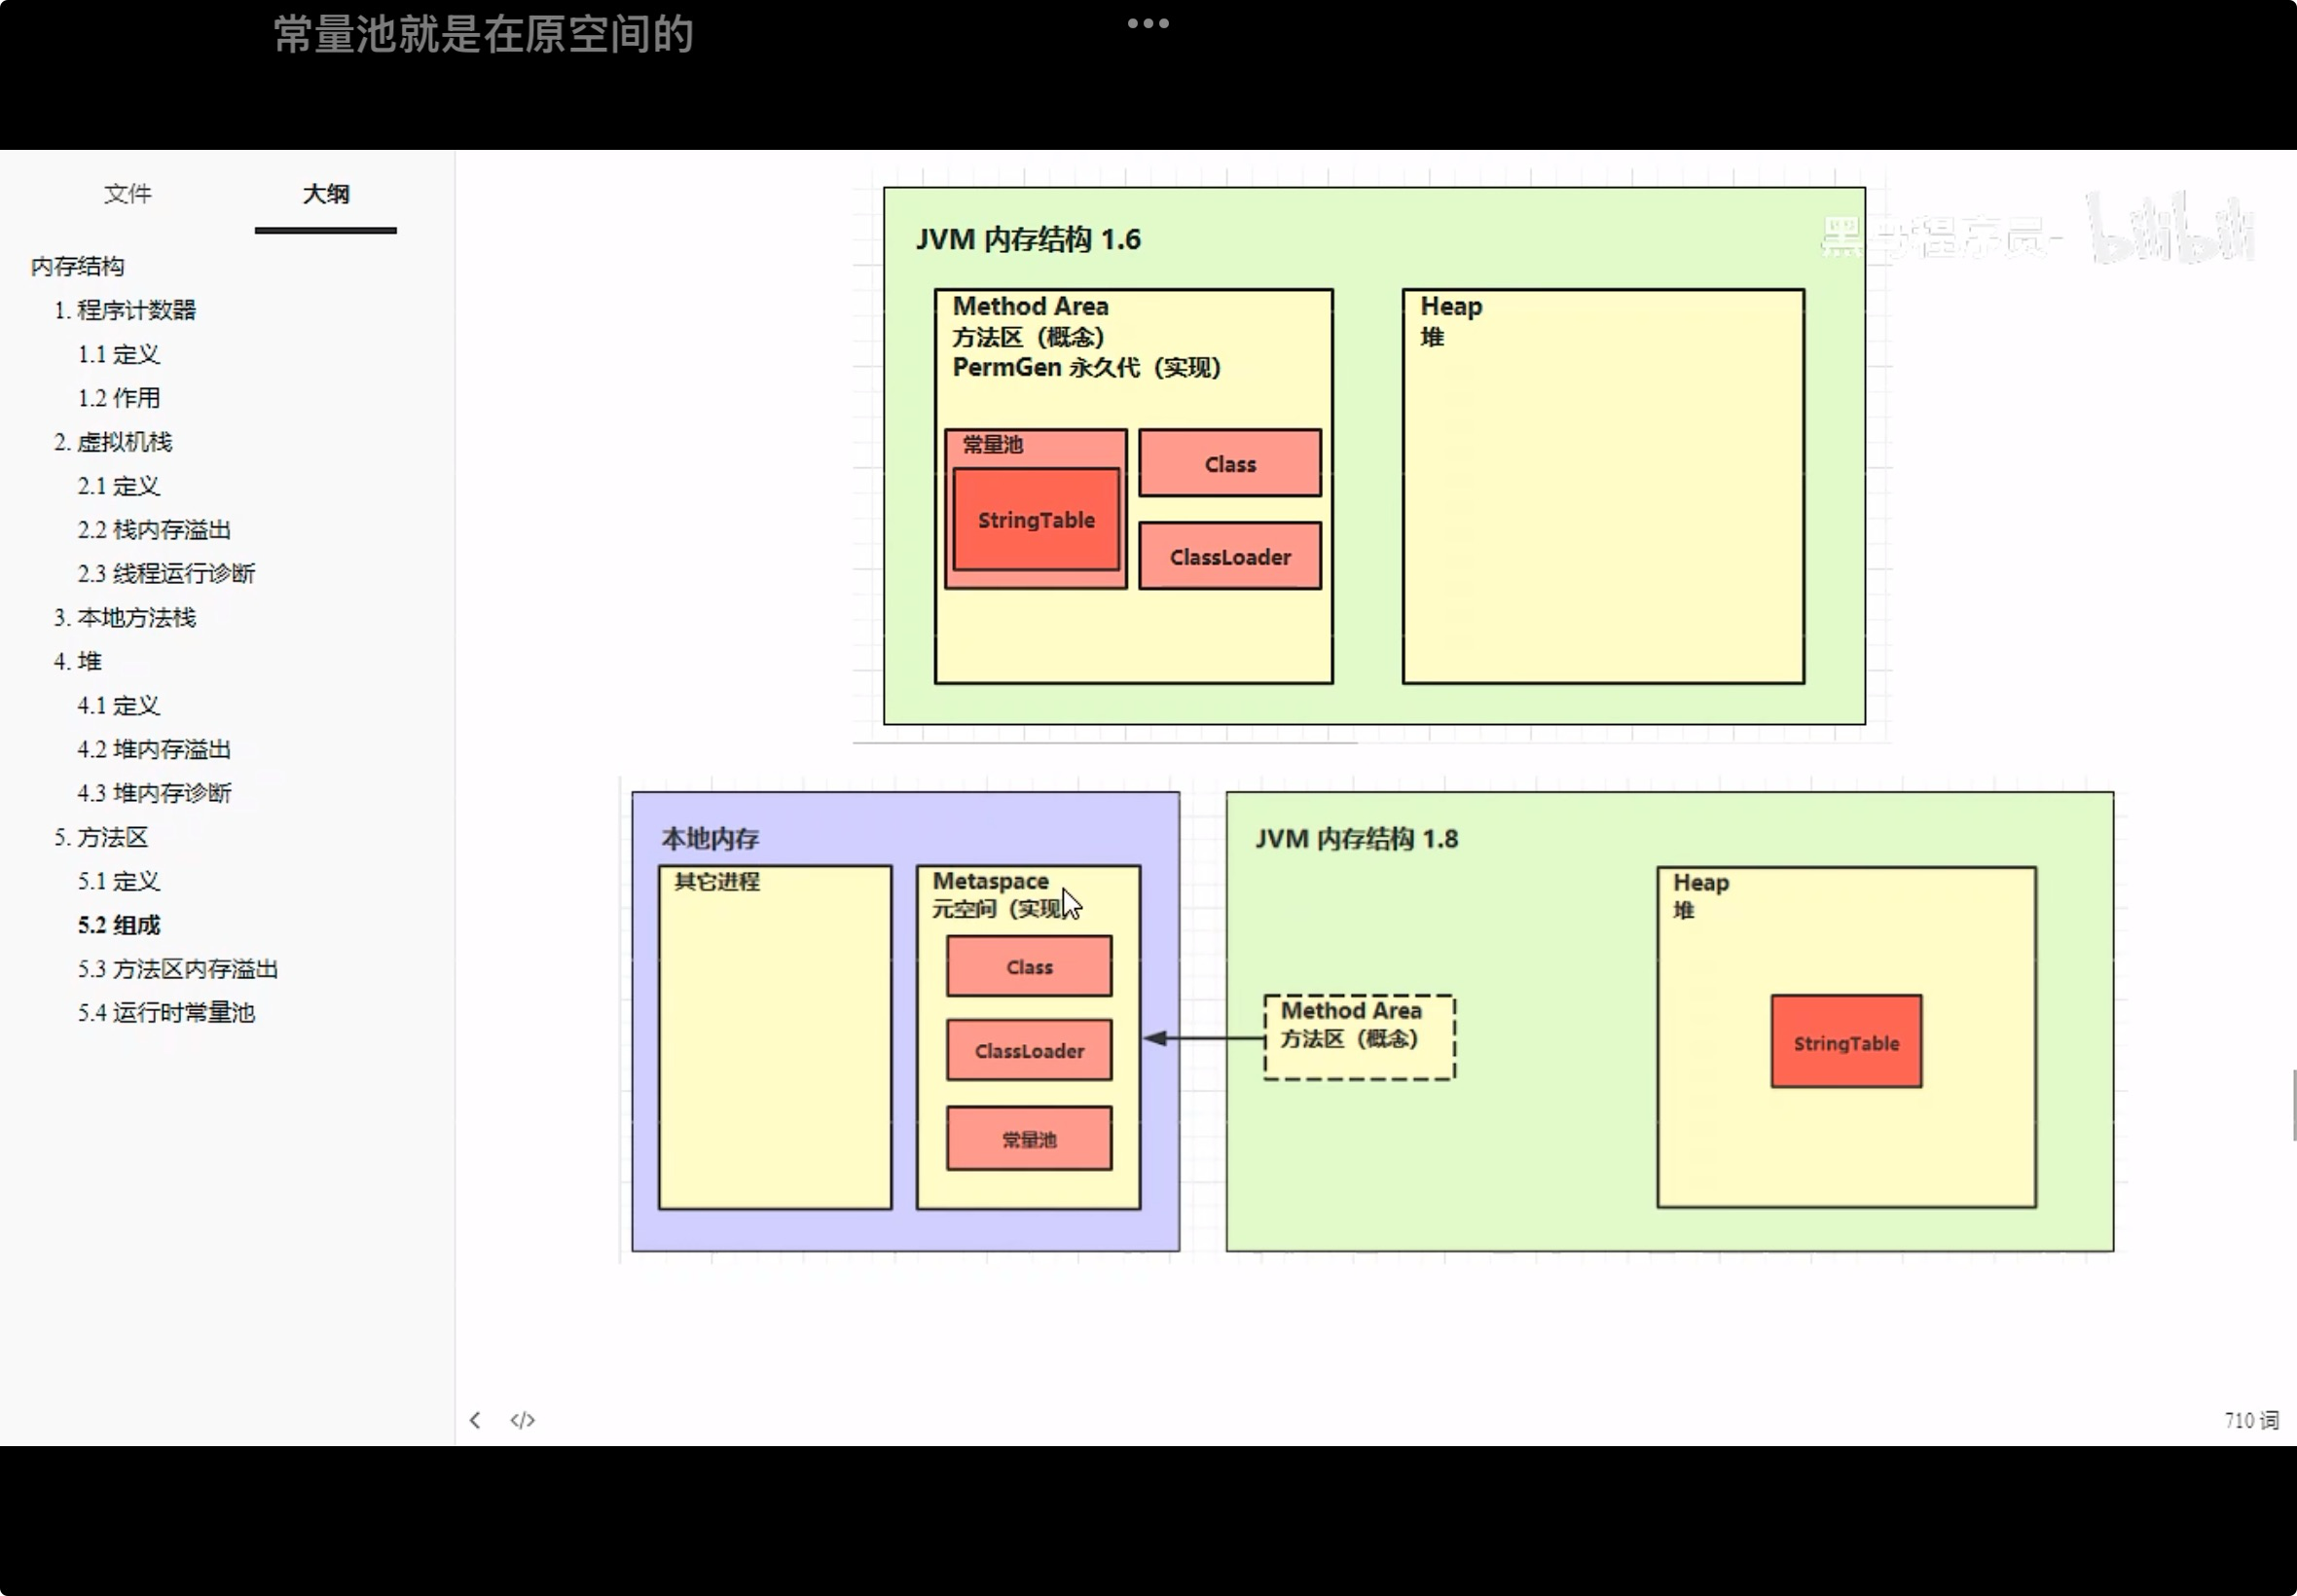 常量池就是在原空间的
文件
大纲
内存结构
1. 程序计数器
1.1 定义
1.2 作用
2. 虚拟机栈
2.1 定义
2.2 栈内存溢出
2.3 线程运行诊断
3. 本地方法栈
4. 堆
4.1 定义
4.2 堆内存溢出
4.3 堆内存诊断
5. 方法区
5.1 定义
5.2 组成
5.3 方法区内存溢出
5.4 运行时常量池
JVM 内存结构 1.6
黑马程序员- bilibili
Method Area
方法区（概念）
PermGen 永久代（实现）
常量池
StringTable
Class
ClassLoader
Heap
堆
本地内存
其它进程
Metaspace
元空间（实现
Class
ClassLoader
常量池
JVM 内存结构 1.8
Method Area
方法区（概念）
Heap
堆
StringTable
</>
710 词